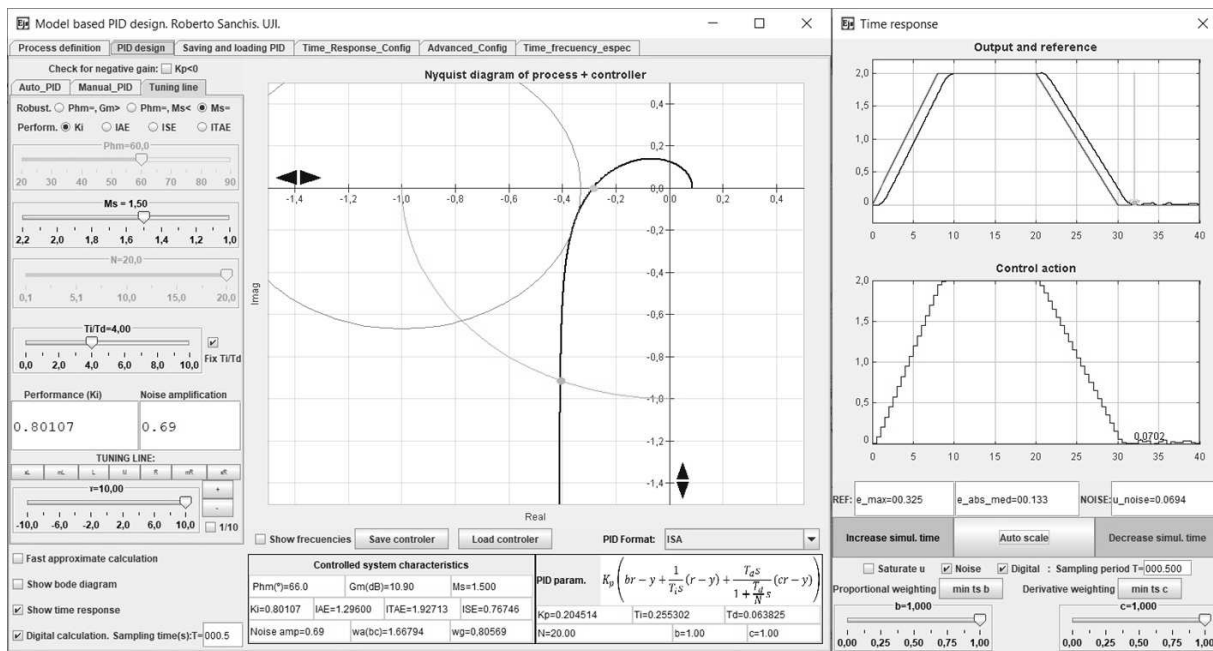 Model based PID design. Roberto Sanchis. UJI.
Process definition PID design Saving and loading PID Time_Response_Config Advanced_Config Time_frecuency_espec
Check for negative gain: Kp<0
Auto_PID Manual_PID Tuning line
Robust. Phm=, Gm> Phm=, Ms< Ms=
Perform. Ki IAE ISE ITAE
Phm=60,0
20 30 40 50 60 70 80 90
Ms = 1,50
2,2 2,0 1,8 1,6 1,4 1,2 1,0
N=20,0
0,1 5,1 10,0 15,0 20,0
Ti/Td=4,00
0,0 2,0 4,0 6,0 8,0 10,0
Fix Ti/Td
Performance (Ki) Noise amplification
0.80107 0.69
TUNING LINE:
L R
=10,00
+
-
-10,0 -6,0 -2,0 2,0 6,0 10,0
1/10
Fast approximate calculation
Show bode diagram
Show time response
Digital calculation. Sampling time(s):T= 000.5
Nyquist diagram of process + controller
0,4
0,2
0,0
-1,4 -1,2 -1,0 -0,8 -0,6 -0,4 -0,2 0,0 0,2 0,4
-0,2
-0,4
-0,6
-0,8
-1,0
-1,2
-1,4
Imag
Real
Show frecuencies Save controler Load controler PID Format: ISA
Controlled system characteristics
Phm(º)=66.0 Gm(dB)=10.90 Ms=1.500
Ki=0.80107 IAE=1.29600 ITAE=1.92713 ISE=0.76746
Noise amp=0.69 wa(bc)=1.66794 wg=0,80569
PID param. Kp(br − y + 1/Tis (r − y) + Tds/(1 + Td/N s) (cr − y))
Kp=0.204514 Ti=0.255302 Td=0.063825
N=20.00 b=1.00 c=1.00
Time response
Output and reference
2,0
1,5
1,0
0,5
0
0 5 10 15 20 25 30 35 40
Control action
2,0
1,5
1,0
0,5
0
0.0702
0 5 10 15 20 25 30 35 40
REF: e_max=00.325 e_abs_med=00.133 NOISE: u_noise=0.0694
Increase simul. time Auto scale Decrease simul. time
Saturate u Noise Digital : Sampling period T= 000.500
Proportional weighting min ts b Derivative weighting min ts c
b=1,000 c=1,000
0,00 0,25 0,50 0,75 1,00 0,00 0,25 0,50 0,75 1,00